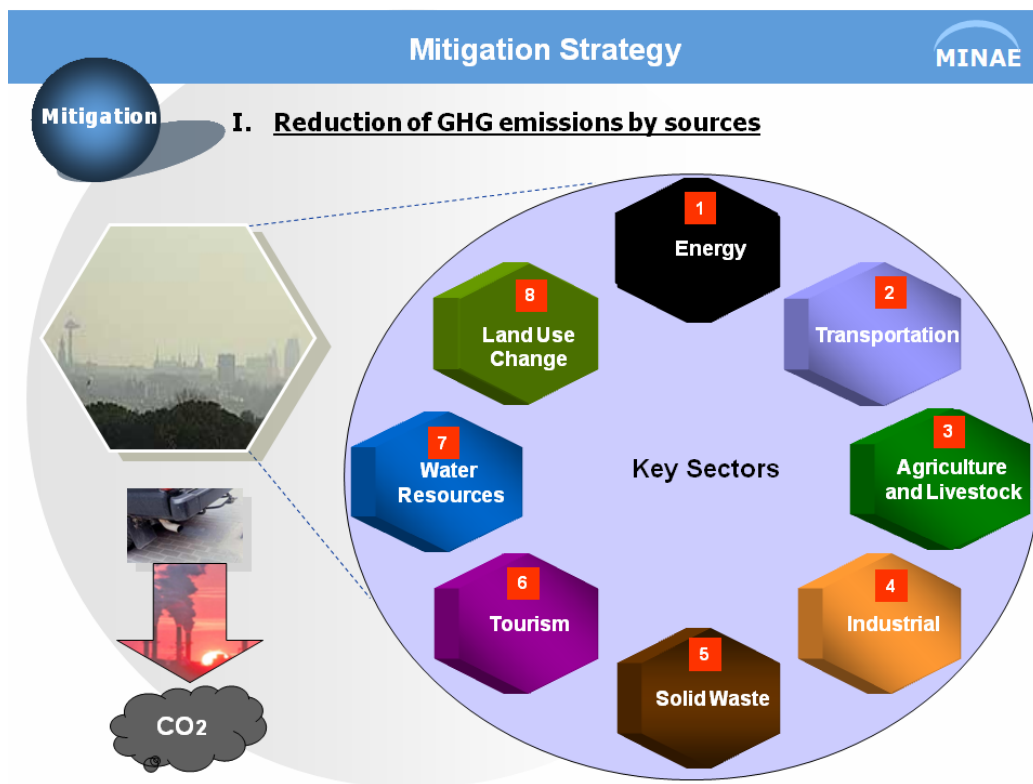 Mitigation Strategy
MINAE
Mitigation
I. Reduction of GHG emissions by sources
1
Energy
2
Transportation
3
Agriculture
and Livestock
4
Industrial
5
Solid Waste
6
Tourism
7
Water
Resources
8
Land Use
Change
Key Sectors
CO2